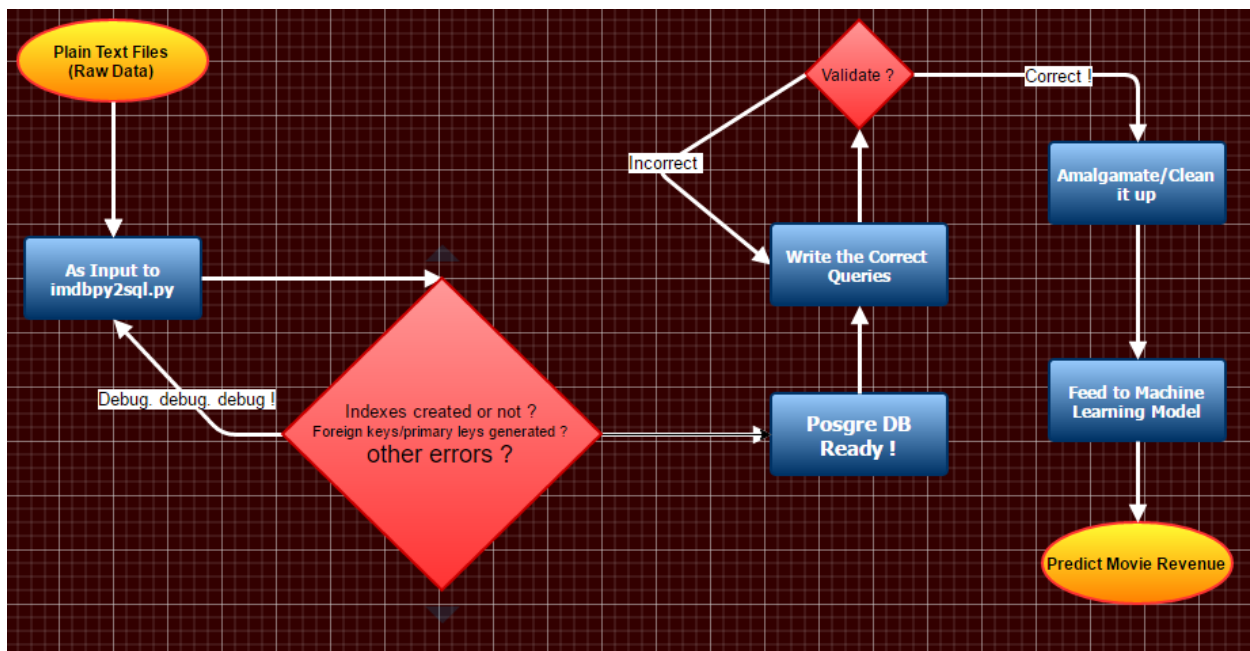 Plain Text Files
(Raw Data)
As Input to
imdbpy2sql.py
Debug. debug. debug !
Indexes created or not ?
Foreign keys/primary leys generated ?
other errors ?
Posgre DB
Ready !
Write the Correct
Queries
Incorrect
Validate ?
Correct !
Amalgamate/Clean
it up
Feed to Machine
Learning Model
Predict Movie Revenue